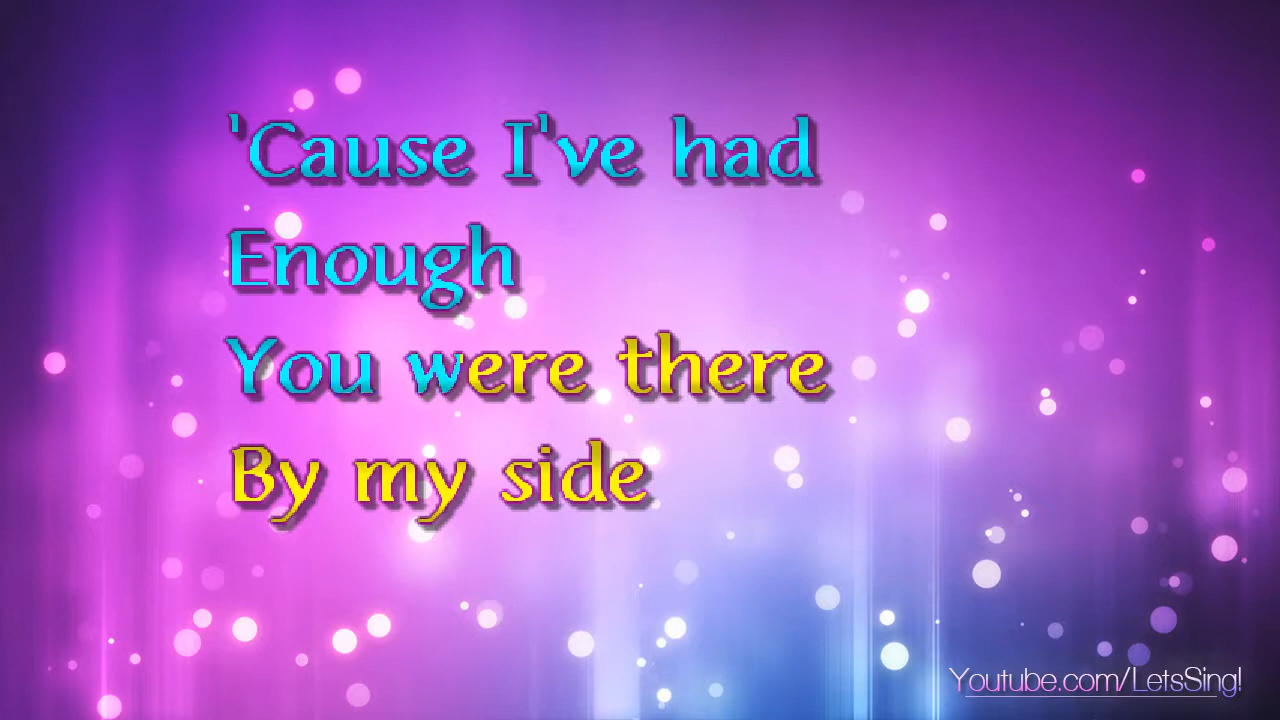 'Cause I've had
Enough
You were there
By my side
Youtube.com/LetsSing!